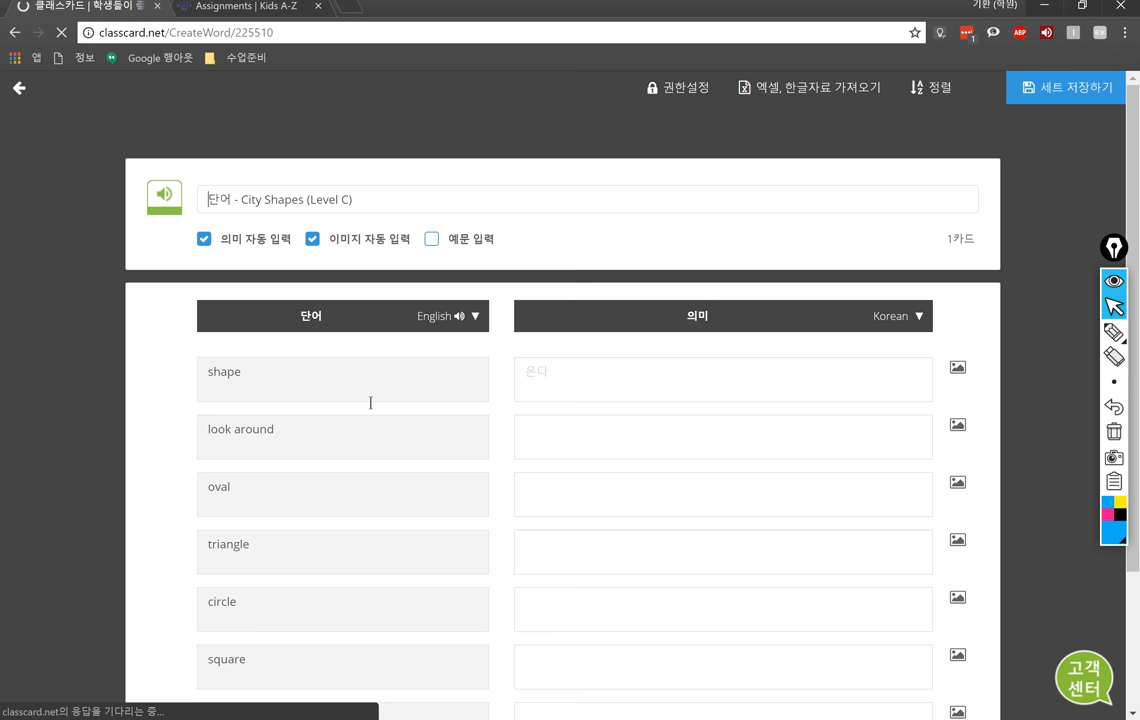 클래스카드 | 학생들이 좋
Assignments | Kids A-Z
기환 (학원)
classcard.net/CreateWord/225510
앱 정보 Google 행아웃 수업준비
권한설정 엑셀, 한글자료 가져오기 정렬 세트 저장하기
단어 - City Shapes (Level C)
의미 자동 입력 이미지 자동 입력 예문 입력 1카드
단어 English 의미 Korean
shape 온다
look around
oval
triangle
circle
square
고객
센터
classcard.net의 응답을 기다리는 중...
1
ABP